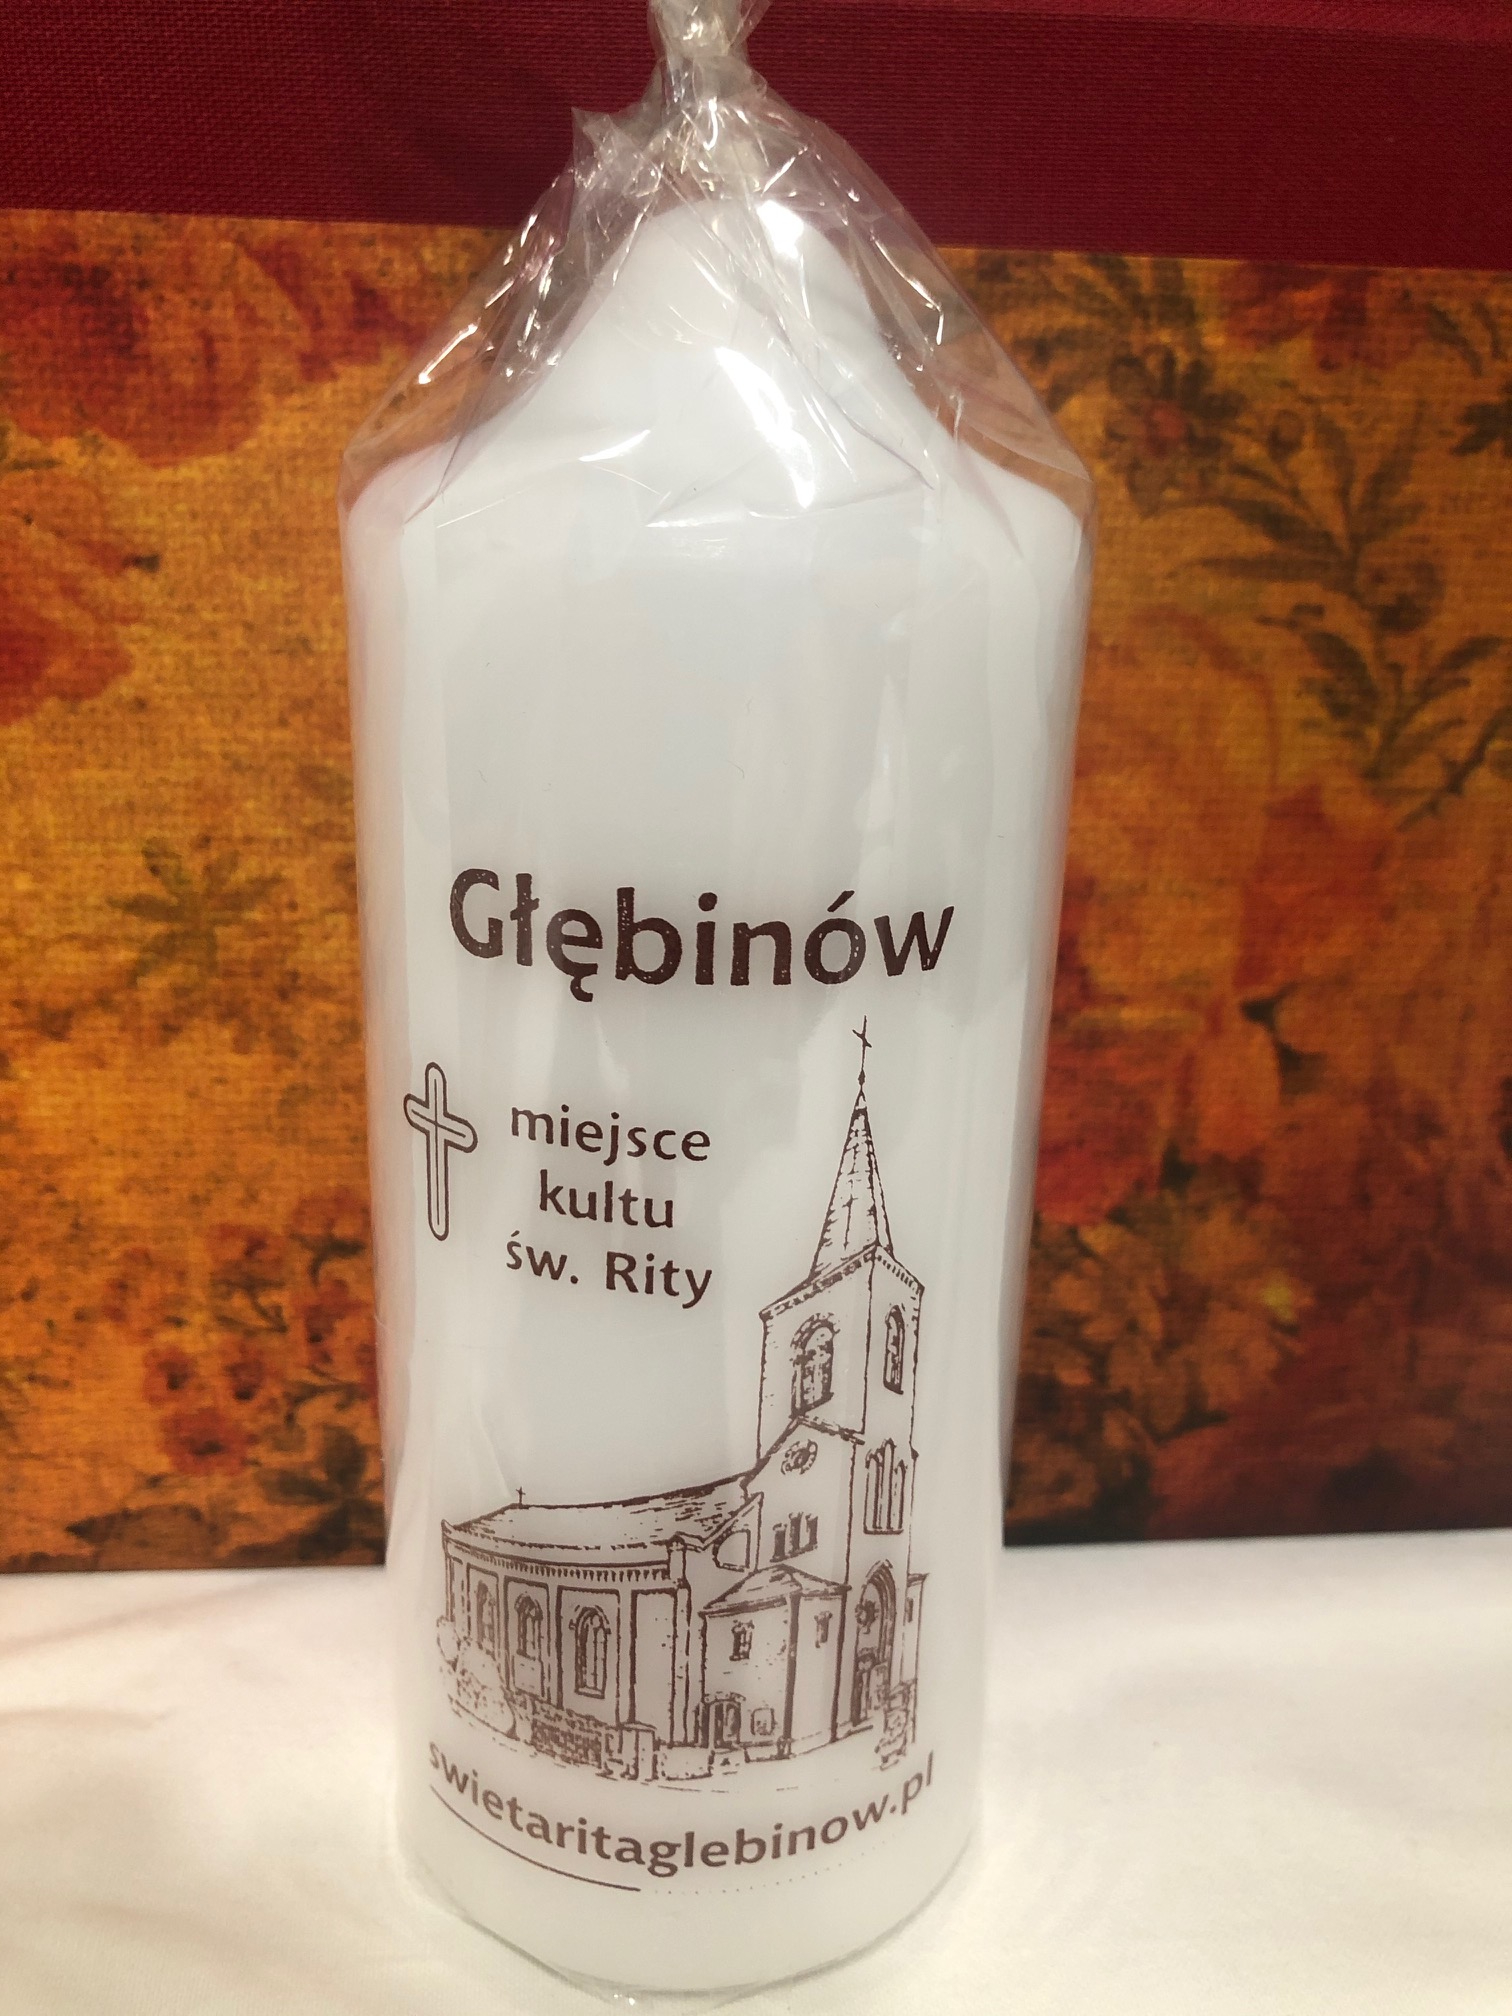 Głębinów
miejsce
kultu
św. Rity
swietaritaglebinow.pl